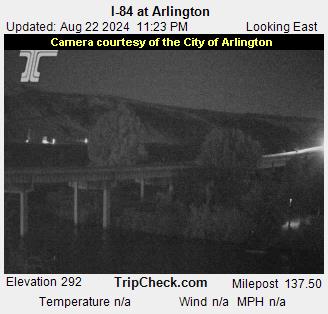 I-84 at Arlington
Updated: Aug 22 2024 11:23 PM Looking East
Camera courtesy of the City of Arlington
Elevation 292 TripCheck.com Milepost 137.50
Temperature n/a Wind n/a MPH n/a